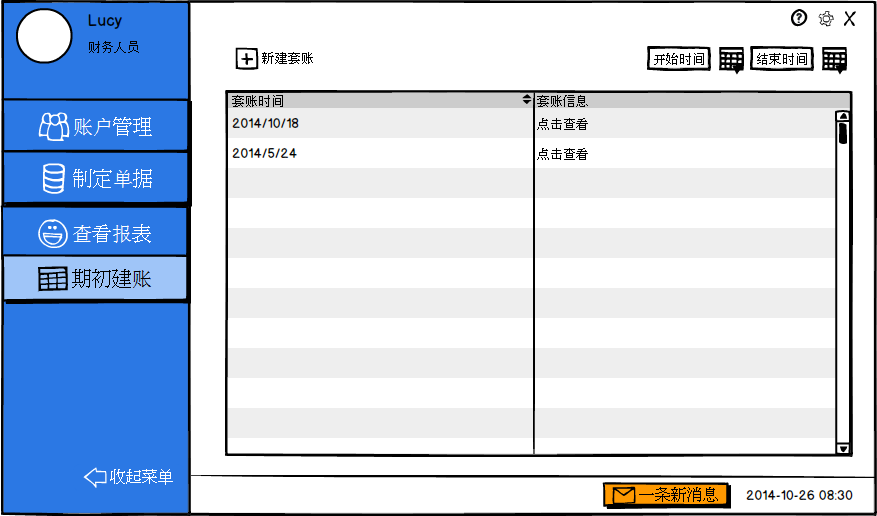 Lucy
财务人员
账户管理
制定单据
查看报表
期初建账
收起菜单
? X
新建套账
开始时间 结束时间
套账时间 套账信息
2014/10/18 点击查看
2014/5/24 点击查看
一条新消息 2014-10-26 08:30